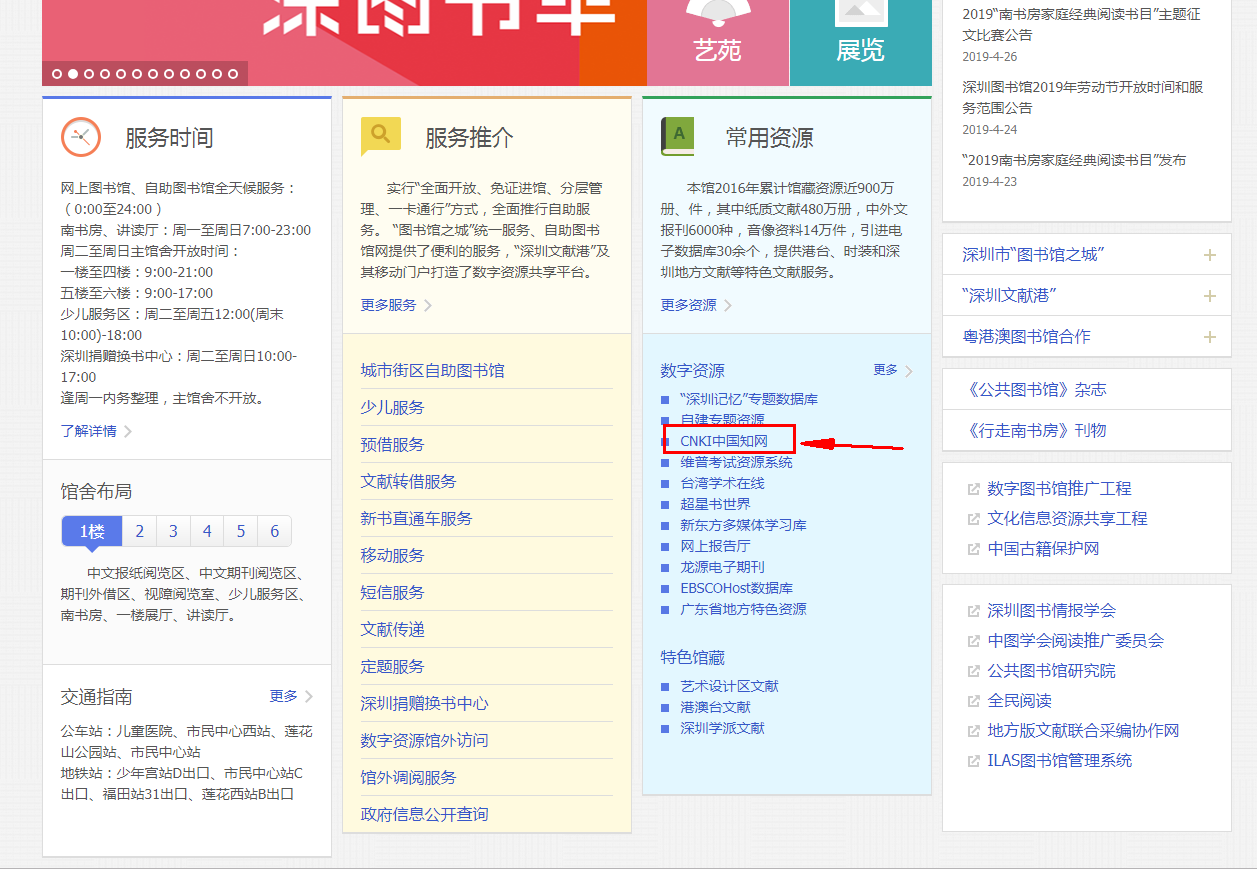 深图书单
艺苑
展览
2019“南书房家庭经典阅读书目”主题征
文比赛公告
2019-4-26
深圳图书馆2019年劳动节开放时间和服
务范围公告
2019-4-24
“2019南书房家庭经典阅读书目”发布
2019-4-23
服务时间
网上图书馆、自助图书馆全天候服务：
（0:00至24:00 ）
南书房、讲读厅：周一至周日7:00-23:00
周二至周日主馆舍开放时间：
一楼至四楼：9:00-21:00
五楼至六楼：9:00-17:00
少儿服务区：周二至周五12:00(周末
10:00)-18:00
深圳捐赠换书中心：周二至周日10:00-
17:00
逢周一内务整理，主馆舍不开放。
了解详情
馆舍布局
1楼 2 3 4 5 6
中文报纸阅览区、中文期刊阅览区、
期刊外借区、视障阅览室、少儿服务区、
南书房、一楼展厅、讲读厅。
交通指南 更多
公车站：儿童医院、市民中心西站、莲花
山公园站、市民中心站
地铁站：少年宫站D出口、市民中心站C
出口、福田站31出口、莲花西站B出口
服务推介
实行“全面开放、免证进馆、分层管
理、一卡通行”方式，全面推行自助服
务。 “图书馆之城”统一服务、自助图书
馆网提供了便利的服务，“深圳文献港”及
其移动门户打造了数字资源共享平台。
更多服务
城市街区自助图书馆
少儿服务
预借服务
文献转借服务
新书直通车服务
移动服务
短信服务
文献传递
定题服务
深圳捐赠换书中心
数字资源馆外访问
馆外调阅服务
政府信息公开查询
A
常用资源
本馆2016年累计馆藏资源近900万
册、件，其中纸质文献480万册，中外文
报刊6000种，音像资料14万件，引进电
子数据库30余个，提供港台、时装和深
圳地方文献等特色文献服务。
更多资源
数字资源 更多
“深圳记忆”专题数据库
自建专题资源
CNKI中国知网
维普考试资源系统
台湾学术在线
超星书世界
新东方多媒体学习库
网上报告厅
龙源电子期刊
EBSCOHost数据库
广东省地方特色资源
特色馆藏
艺术设计区文献
港澳台文献
深圳学派文献
深圳市“图书馆之城”
“深圳文献港”
粤港澳图书馆合作
《公共图书馆》杂志
《行走南书房》刊物
数字图书馆推广工程
文化信息资源共享工程
中国古籍保护网
深圳图书情报学会
中图学会阅读推广委员会
公共图书馆研究院
全民阅读
地方版文献联合采编协作网
ILAS图书馆管理系统